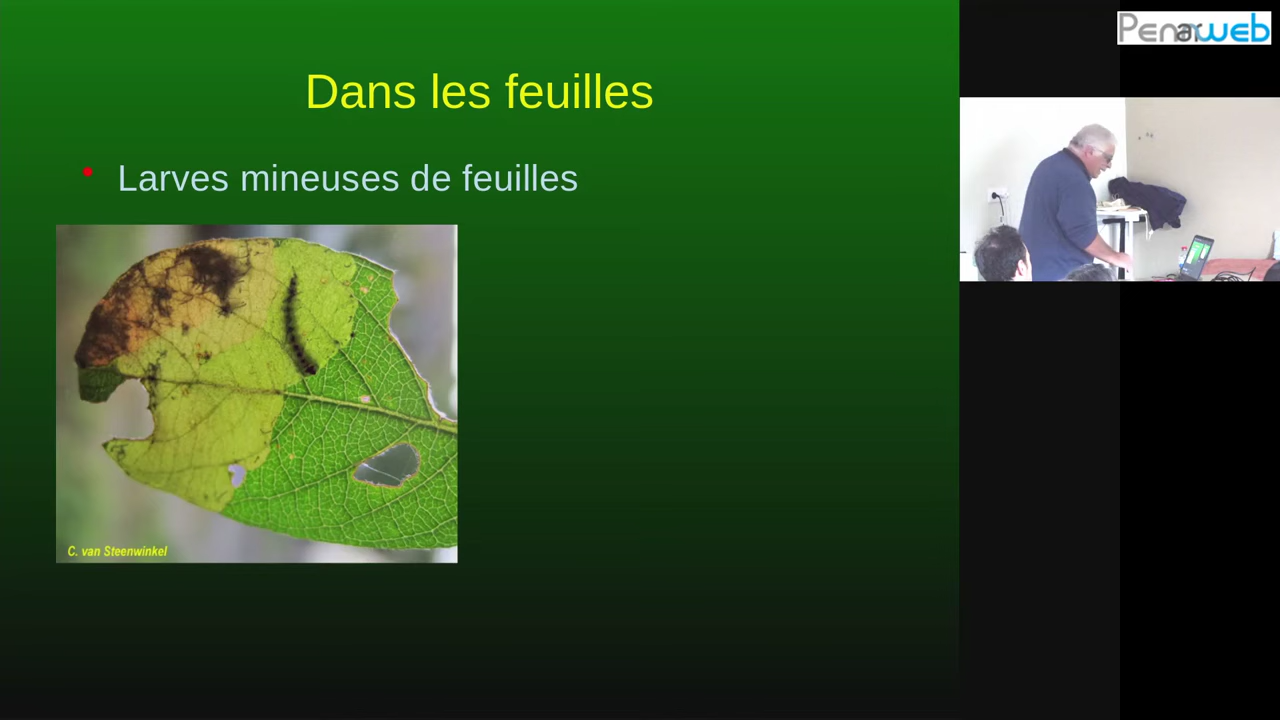 Dans les feuilles
Larves mineuses de feuilles
C. van Steenwinkel
Penarweb